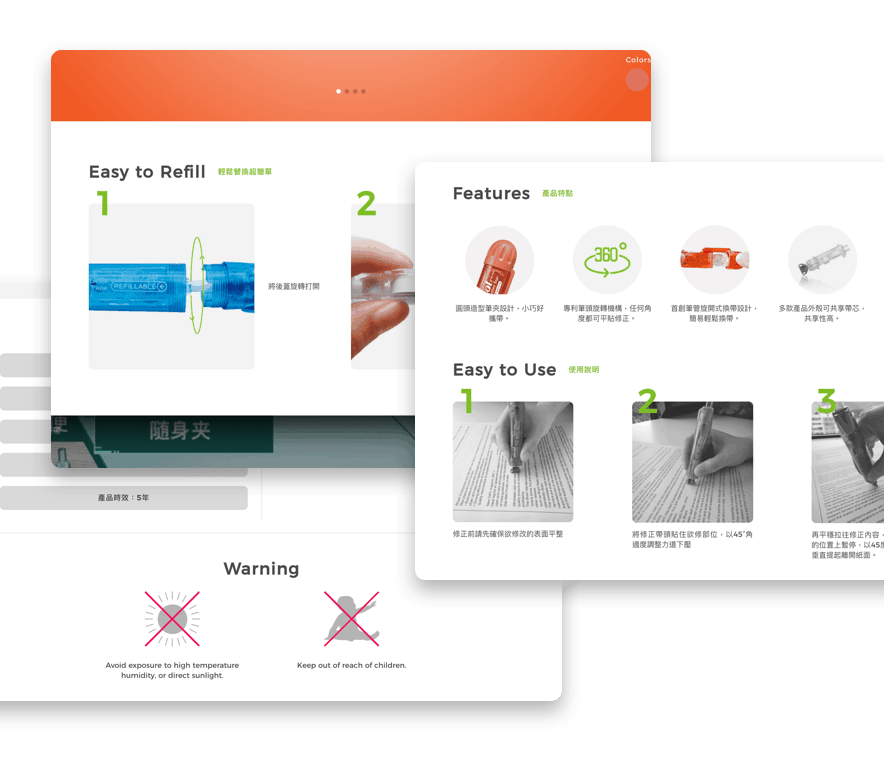 Colors
Easy to Refill 輕鬆替換超簡單
1
2
REFILLABLE
將後蓋旋轉打開
隨身夾
產品時效:5年
Warning
Avoid exposure to high temperature
humidity, or direct sunlight.
Keep out of reach of children.
Features 產品特點
360°
圓頭造型筆夾設計,小巧好
攜帶。
專利筆頭旋轉機構,任何角
度都可平貼修正。
首創筆管旋開式換帶設計,
簡易輕鬆換帶。
多款產品外殼可共享帶芯,
共享性高。
Easy to Use 使用說明
1
2
3
修正前請先確保欲修改的表面平整
將修正帶頭貼住欲修部位,以45°角
適度調整力道下壓
再平穩拉往修正內容,
的位置上暫停,以45度
垂直提起離開紙面。